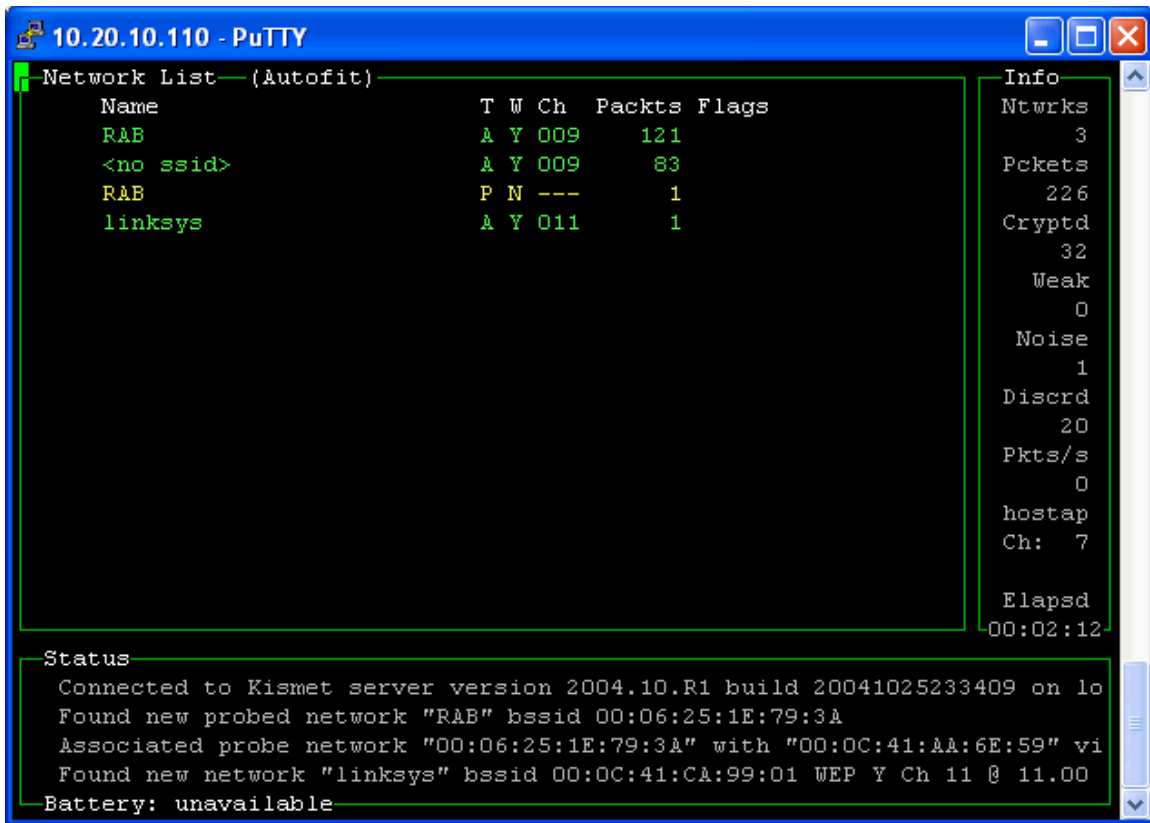 10.20.10.110 - PuTTY
Network List (Autofit)
Name T W Ch Packts Flags
RAB A Y 009 121
<no ssid> A Y 009 83
RAB P N --- 1
linksys A Y 011 1
Info
Ntwrks
3
Pckets
226
Cryptd
32
Weak
0
Noise
1
Discrd
20
Pkts/s
0
hostap
Ch: 7
Elapsd
00:02:12
Status
Connected to Kismet server version 2004.10.R1 build 20041025233409 on lo
Found new probed network "RAB" bssid 00:06:25:1E:79:3A
Associated probe network "00:06:25:1E:79:3A" with "00:0C:41:AA:6E:59" vi
Found new network "linksys" bssid 00:0C:41:CA:99:01 WEP Y Ch 11 @ 11.00
Battery: unavailable